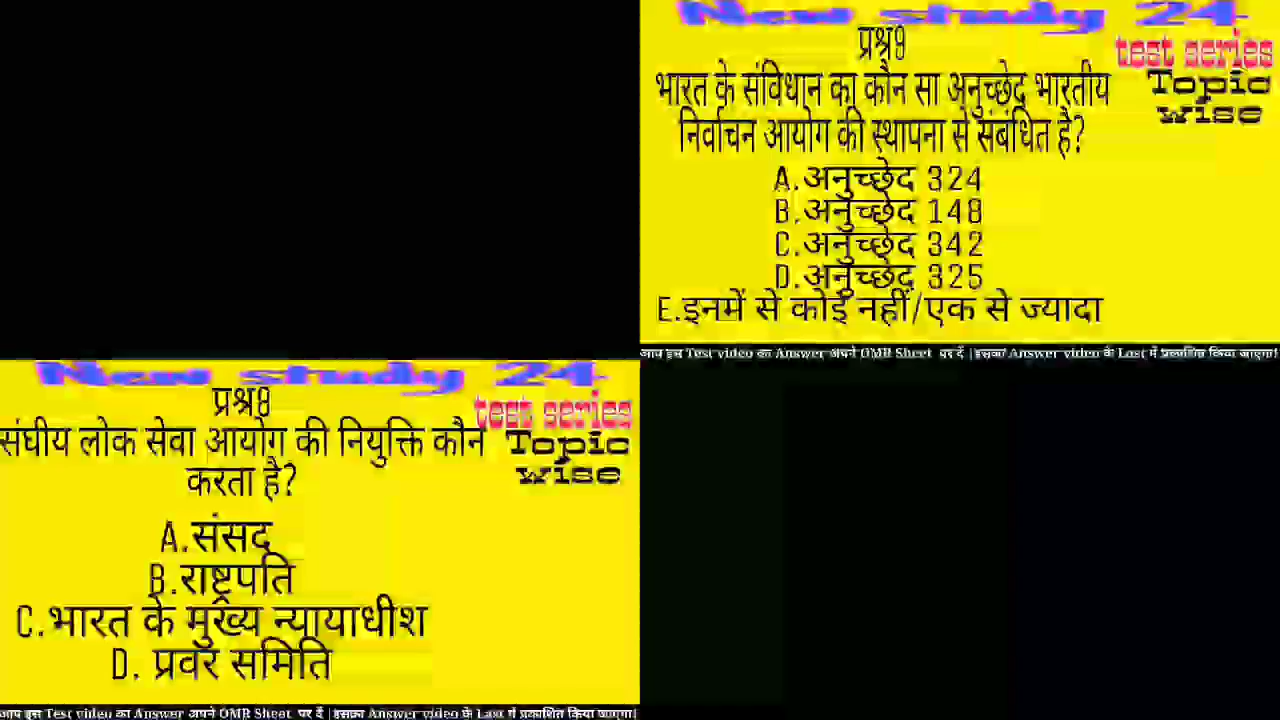 New study 24
प्रश्न9
test series
Topic
wise
भारत के संविधान का कौन सा अनुच्छेद भारतीय
निर्वाचन आयोग की स्थापना से संबंधित है?
A.अनुच्छेद 324
B.अनुच्छेद 148
C.अनुच्छेद 342
D.अनुच्छेद 325
E.इनमें से कोई नहीं/एक से ज्यादा
आप इस Test video का Answer अपने OMR Sheet पर दें |इसका Answer video के Last में प्रकाशित किया जाएगा|
New study 24
प्रश्न8
test series
Topic
wise
संघीय लोक सेवा आयोग की नियुक्ति कौन
करता है?
A.संसद
B.राष्ट्रपति
C.भारत के मुख्य न्यायाधीश
D. प्रवर समिति
आप इस Test video का Answer अपने OMR Sheet पर दें |इसका Answer video के Last में प्रकाशित किया जाएगा|